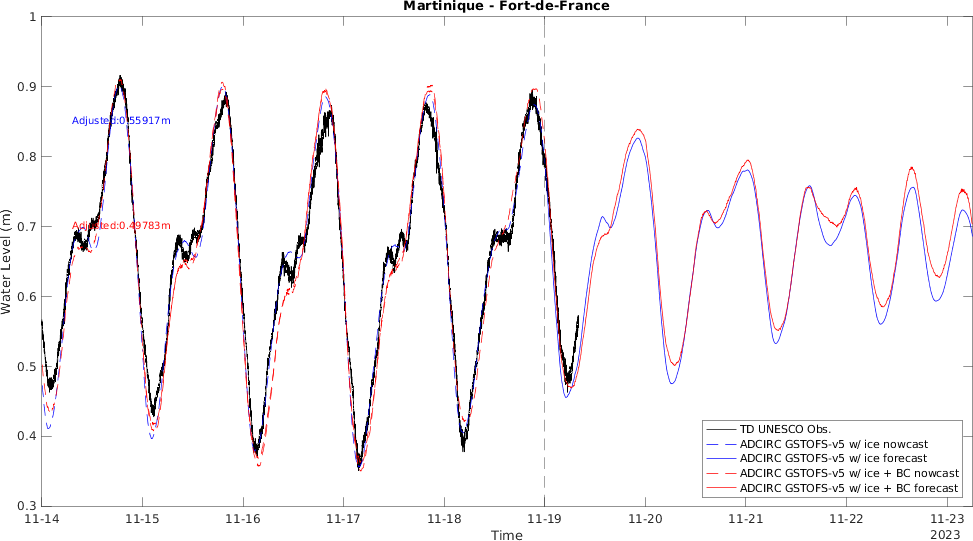 Martinique - Fort-de-France
1
0.9
0.8
0.7
0.6
0.5
0.4
0.3
Water Level (m)
Adjusted:0.55917m
Adjusted:0.49783m
TD UNESCO Obs.
ADCIRC GSTOFS-v5 w/ ice nowcast
ADCIRC GSTOFS-v5 w/ ice forecast
ADCIRC GSTOFS-v5 w/ ice + BC nowcast
ADCIRC GSTOFS-v5 w/ ice + BC forecast
11-14 11-15 11-16 11-17 11-18 11-19 11-20 11-21 11-22 11-23
2023
Time